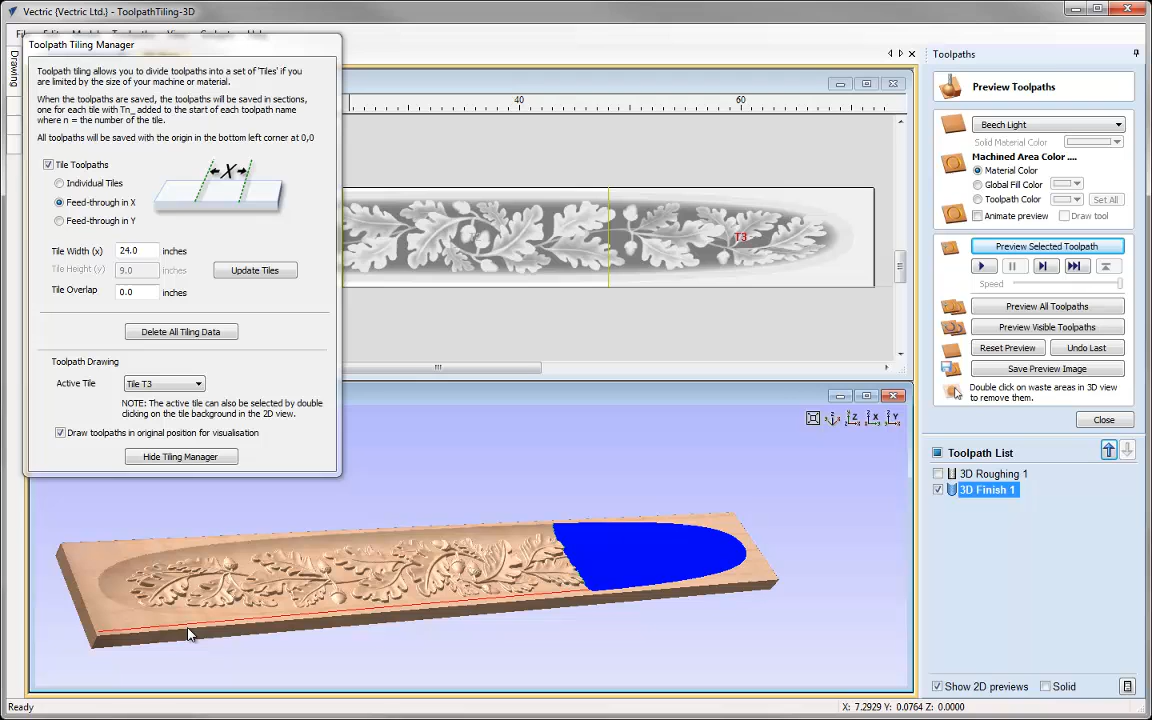 Vectric {Vectric Ltd.} - ToolpathTiling-3D
Toolpath Tiling Manager
Toolpath tiling allows you to divide toolpaths into a set of 'Tiles' if you
are limited by the size of your machine or material.
When the toolpaths are saved, the toolpaths will be saved in sections,
one for each tile with Tn_ added to the start of each toolpath name
where n = the number of the tile.
All toolpaths will be saved with the origin in the bottom left corner at 0,0
Tile Toolpaths
Individual Tiles
Feed-through in X
Feed-through in Y
X
Tile Width (x) 24.0 inches
Tile Height (y) 9.0 inches
Update Tiles
Tile Overlap 0.0 inches
Delete All Tiling Data
Toolpath Drawing
Active Tile Tile T3
NOTE: The active tile can also be selected by double
clicking on the tile background in the 2D view.
Draw toolpaths in original position for visualisation
Hide Tiling Manager
Drawing
40 60
T3
Z X Y
Toolpaths
Preview Toolpaths
Beech Light
Solid Material Color
Machined Area Color ....
Material Color
Global Fill Color
Toolpath Color Set All
Animate preview Draw tool
Preview Selected Toolpath
Speed
Preview All Toolpaths
Preview Visible Toolpaths
Reset Preview Undo Last
Save Preview Image
Double click on waste areas in 3D view
to remove them.
Close
Toolpath List
3D Roughing 1
3D Finish 1
Show 2D previews Solid
Ready
X: 7.2929 Y: 0.0764 Z: 0.0000